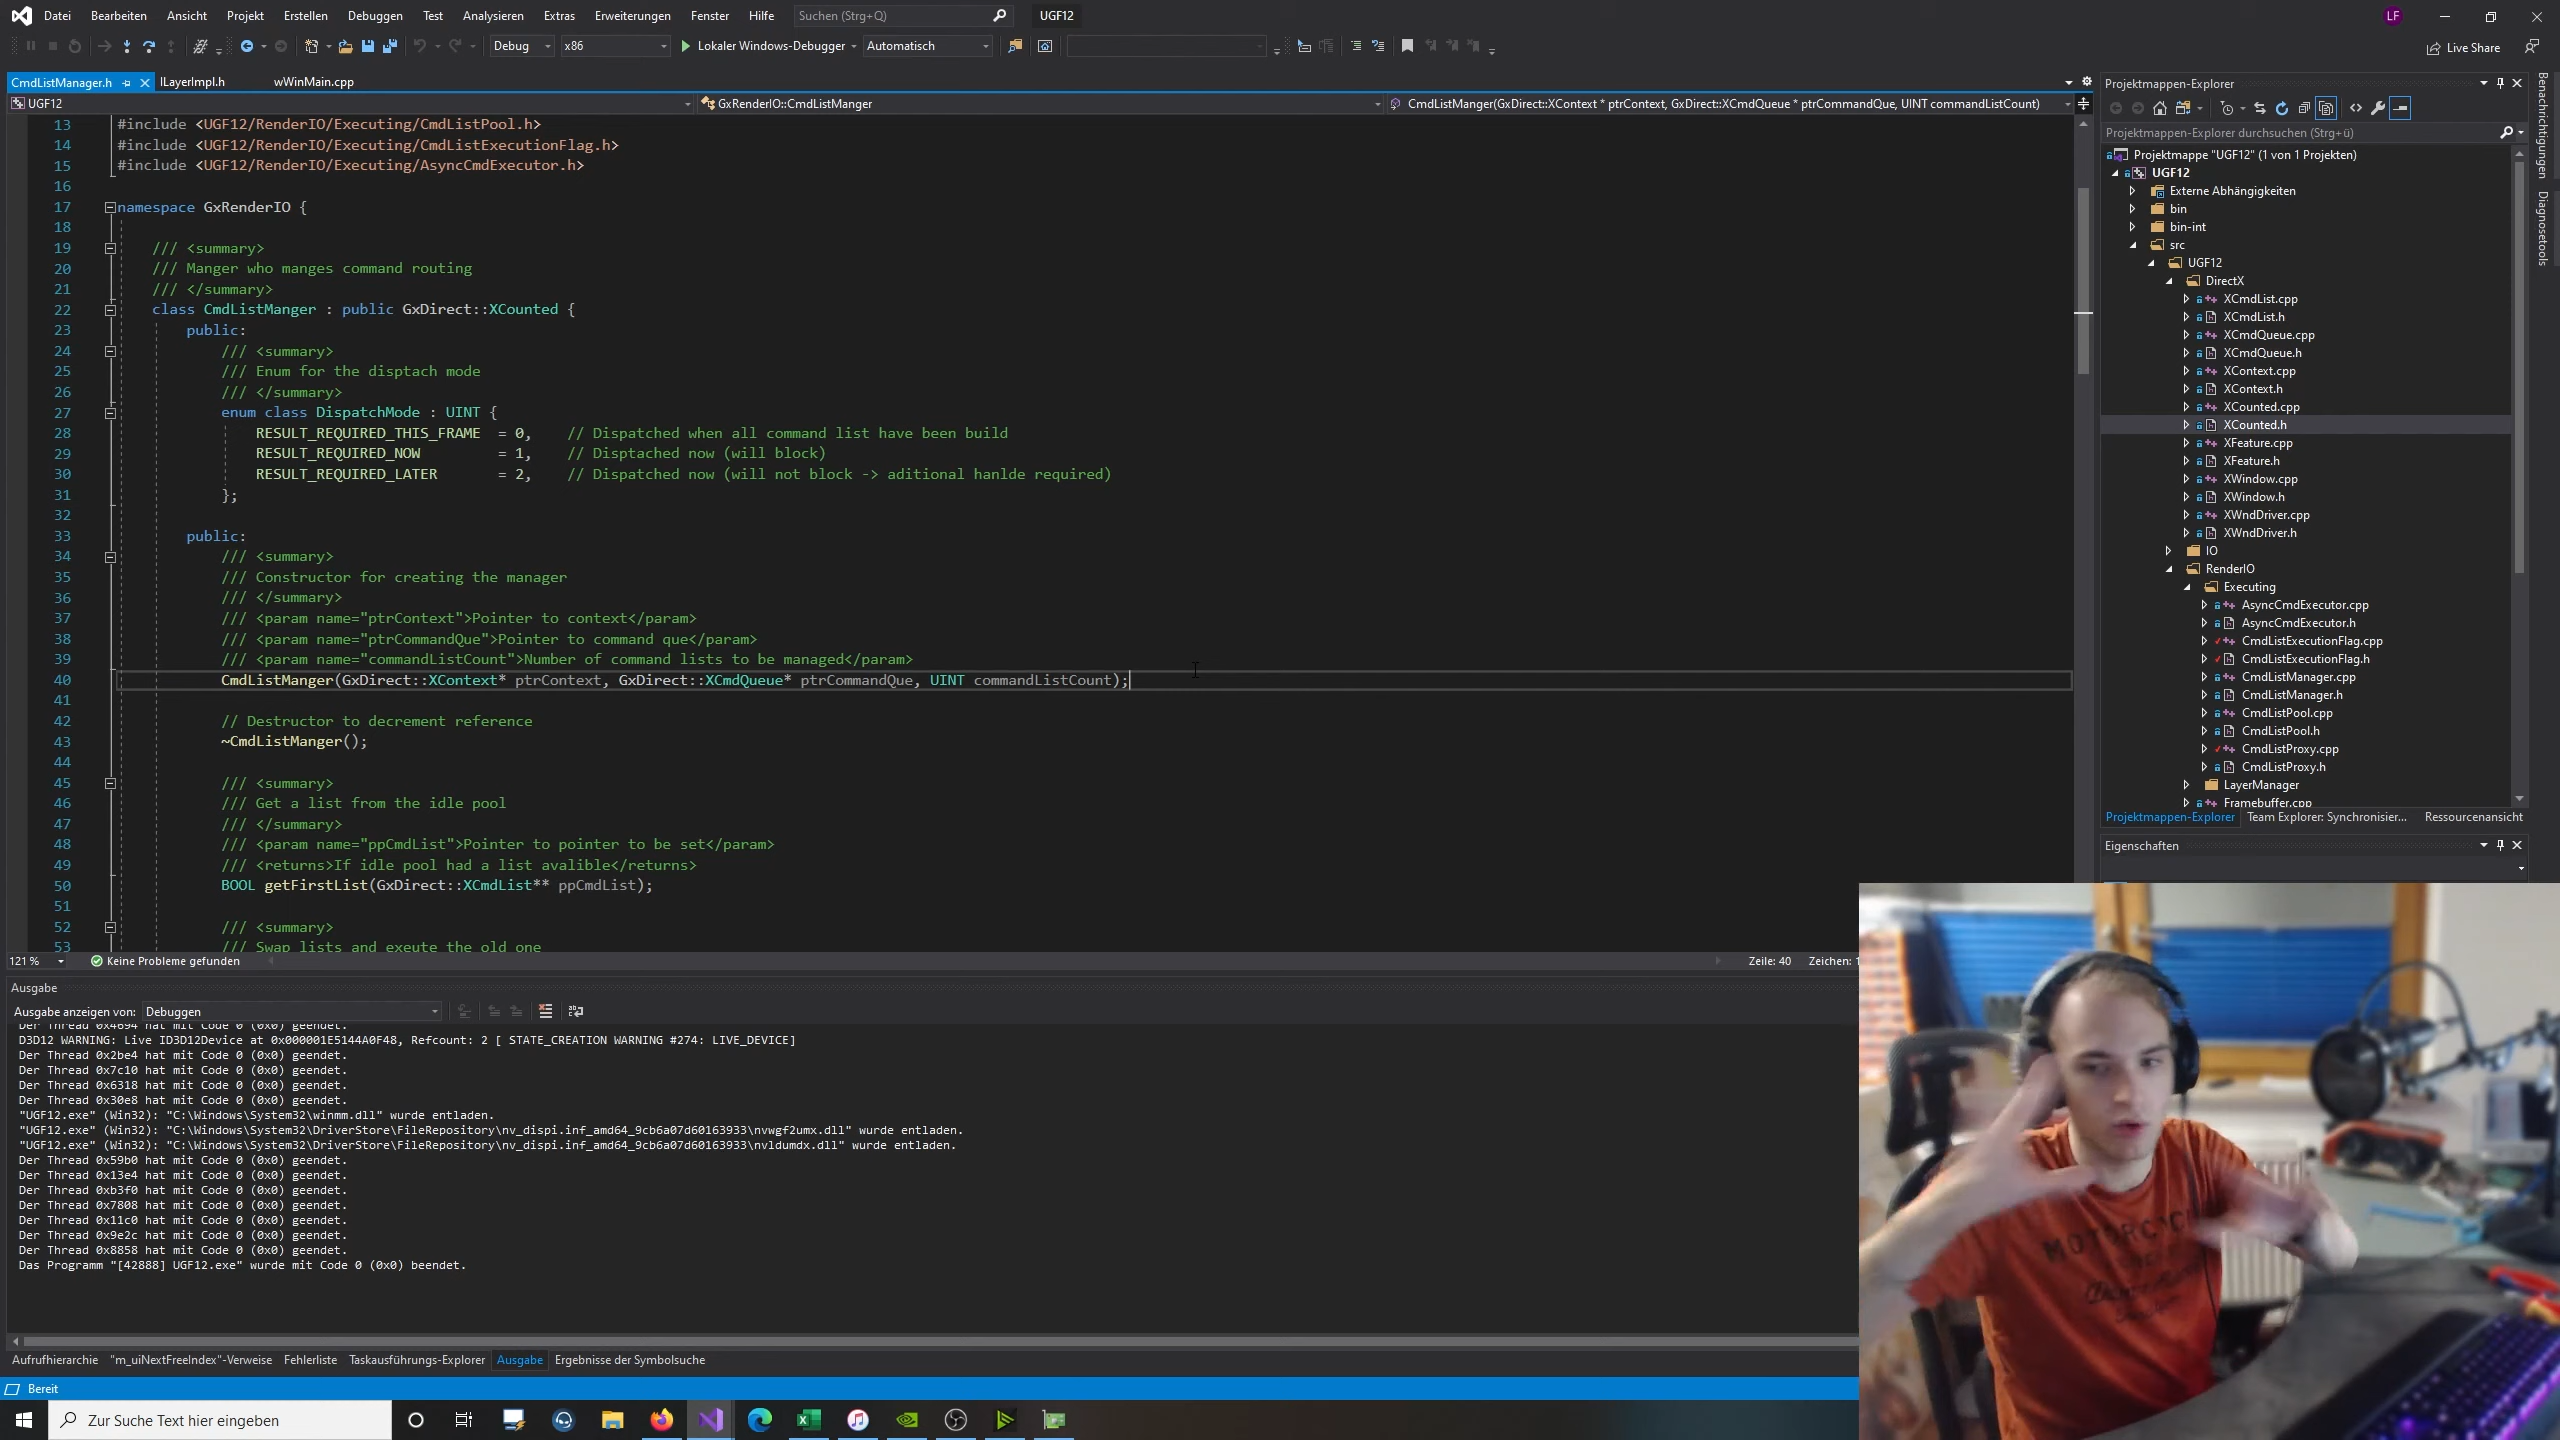 Datei Bearbeiten Ansicht Projekt Erstellen Debuggen Test Analysieren Extras Erweiterungen Fenster Hilfe Suchen (Strg+Q) UGF12 LF
Debug x86 Lokaler Windows-Debugger Automatisch Live Share
CmdListManager.h ILayerImpl.h wWinMain.cpp
UGF12 GxRenderIO::CmdListManger CmdListManger(GxDirect::XContext * ptrContext, GxDirect::XCmdQueue * ptrCommandQue, UINT commandListCount)
13 #include <UGF12/RenderIO/Executing/CmdListPool.h>
14 #include <UGF12/RenderIO/Executing/CmdListExecutionFlag.h>
15 #include <UGF12/RenderIO/Executing/AsyncCmdExecutor.h>
16
17 namespace GxRenderIO {
18
19 /// <summary>
20 /// Manger who manges command routing
21 /// </summary>
22 class CmdListManger : public GxDirect::XCounted {
23 public:
24 /// <summary>
25 /// Enum for the disptach mode
26 /// </summary>
27 enum class DispatchMode : UINT {
28 RESULT_REQUIRED_THIS_FRAME = 0, // Dispatched when all command list have been build
29 RESULT_REQUIRED_NOW = 1, // Disptached now (will block)
30 RESULT_REQUIRED_LATER = 2, // Dispatched now (will not block -> aditional hanlde required)
31 };
32
33 public:
34 /// <summary>
35 /// Constructor for creating the manager
36 /// </summary>
37 /// <param name="ptrContext">Pointer to context</param>
38 /// <param name="ptrCommandQue">Pointer to command que</param>
39 /// <param name="commandListCount">Number of command lists to be managed</param>
40 CmdListManger(GxDirect::XContext* ptrContext, GxDirect::XCmdQueue* ptrCommandQue, UINT commandListCount);
41
42 // Destructor to decrement reference
43 ~CmdListManger();
44
45 /// <summary>
46 /// Get a list from the idle pool
47 /// </summary>
48 /// <param name="ppCmdList">Pointer to pointer to be set</param>
49 /// <returns>If idle pool had a list avalible</returns>
50 BOOL getFirstList(GxDirect::XCmdList** ppCmdList);
51
52 /// <summary>
53 /// Swap lists and exeute the old one
121 % Keine Probleme gefunden Zeile: 40 Zeichen: 1
Ausgabe
Ausgabe anzeigen von: Debuggen
Der Thread 0x4694 hat mit Code 0 (0x0) geendet.
D3D12 WARNING: Live ID3D12Device at 0x000001E5144A0F48, Refcount: 2 [ STATE_CREATION WARNING #274: LIVE_DEVICE]
Der Thread 0x2be4 hat mit Code 0 (0x0) geendet.
Der Thread 0x7c10 hat mit Code 0 (0x0) geendet.
Der Thread 0x6318 hat mit Code 0 (0x0) geendet.
Der Thread 0x30e8 hat mit Code 0 (0x0) geendet.
"UGF12.exe" (Win32): "C:\Windows\System32\winmm.dll" wurde entladen.
"UGF12.exe" (Win32): "C:\Windows\System32\DriverStore\FileRepository\nv_dispi.inf_amd64_9cb6a07d60163933\nvwgf2umx.dll" wurde entladen.
"UGF12.exe" (Win32): "C:\Windows\System32\DriverStore\FileRepository\nv_dispi.inf_amd64_9cb6a07d60163933\nvldumdx.dll" wurde entladen.
Der Thread 0x59b0 hat mit Code 0 (0x0) geendet.
Der Thread 0x13e4 hat mit Code 0 (0x0) geendet.
Der Thread 0xb3f0 hat mit Code 0 (0x0) geendet.
Der Thread 0x7808 hat mit Code 0 (0x0) geendet.
Der Thread 0x11c0 hat mit Code 0 (0x0) geendet.
Der Thread 0x9e2c hat mit Code 0 (0x0) geendet.
Der Thread 0x8858 hat mit Code 0 (0x0) geendet.
Das Programm "[42888] UGF12.exe" wurde mit Code 0 (0x0) beendet.
Aufrufhierarchie "m_uiNextFreeIndex"-Verweise Fehlerliste Taskausführungs-Explorer Ausgabe Ergebnisse der Symbolsuche
Bereit
Zur Suche Text hier eingeben
Projektmappen-Explorer
Projektmappen-Explorer durchsuchen (Strg+ü)
Projektmappe "UGF12" (1 von 1 Projekten)
UGF12
Externe Abhängigkeiten
bin
bin-int
src
UGF12
DirectX
XCmdList.cpp
XCmdList.h
XCmdQueue.cpp
XCmdQueue.h
XContext.cpp
XContext.h
XCounted.cpp
XCounted.h
XFeature.cpp
XFeature.h
XWindow.cpp
XWindow.h
XWndDriver.cpp
XWndDriver.h
IO
RenderIO
Executing
AsyncCmdExecutor.cpp
AsyncCmdExecutor.h
CmdListExecutionFlag.cpp
CmdListExecutionFlag.h
CmdListManager.cpp
CmdListManager.h
CmdListPool.cpp
CmdListPool.h
CmdListProxy.cpp
CmdListProxy.h
LayerManager
Framebuffer.cpp
Projektmappen-Explorer Team Explorer: Synchronisier... Ressourcenansicht
Eigenschaften
Benachrichtigungen
Diagnosetools